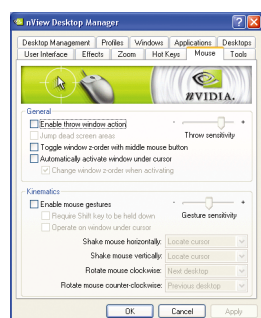 nView Desktop Manager
Desktop Management Profiles Windows Applications Desktops
User Interface Effects Zoom Hot Keys Mouse Tools
NVIDIA.
General
Enable throw window action - +
Jump dead screen areas Throw sensitivity
Toggle window z-order with middle mouse button
Automatically activate window under cursor
Change window z-order when activating
Kinematics
Enable mouse gestures - +
Require Shift key to be held down Gesture sensitivity
Operate on window under cursor
Shake mouse horizontally: Locate cursor
Shake mouse vertically: Locate cursor
Rotate mouse clockwise: Next desktop
Rotate mouse counter-clockwise: Previous desktop
OK Cancel Apply